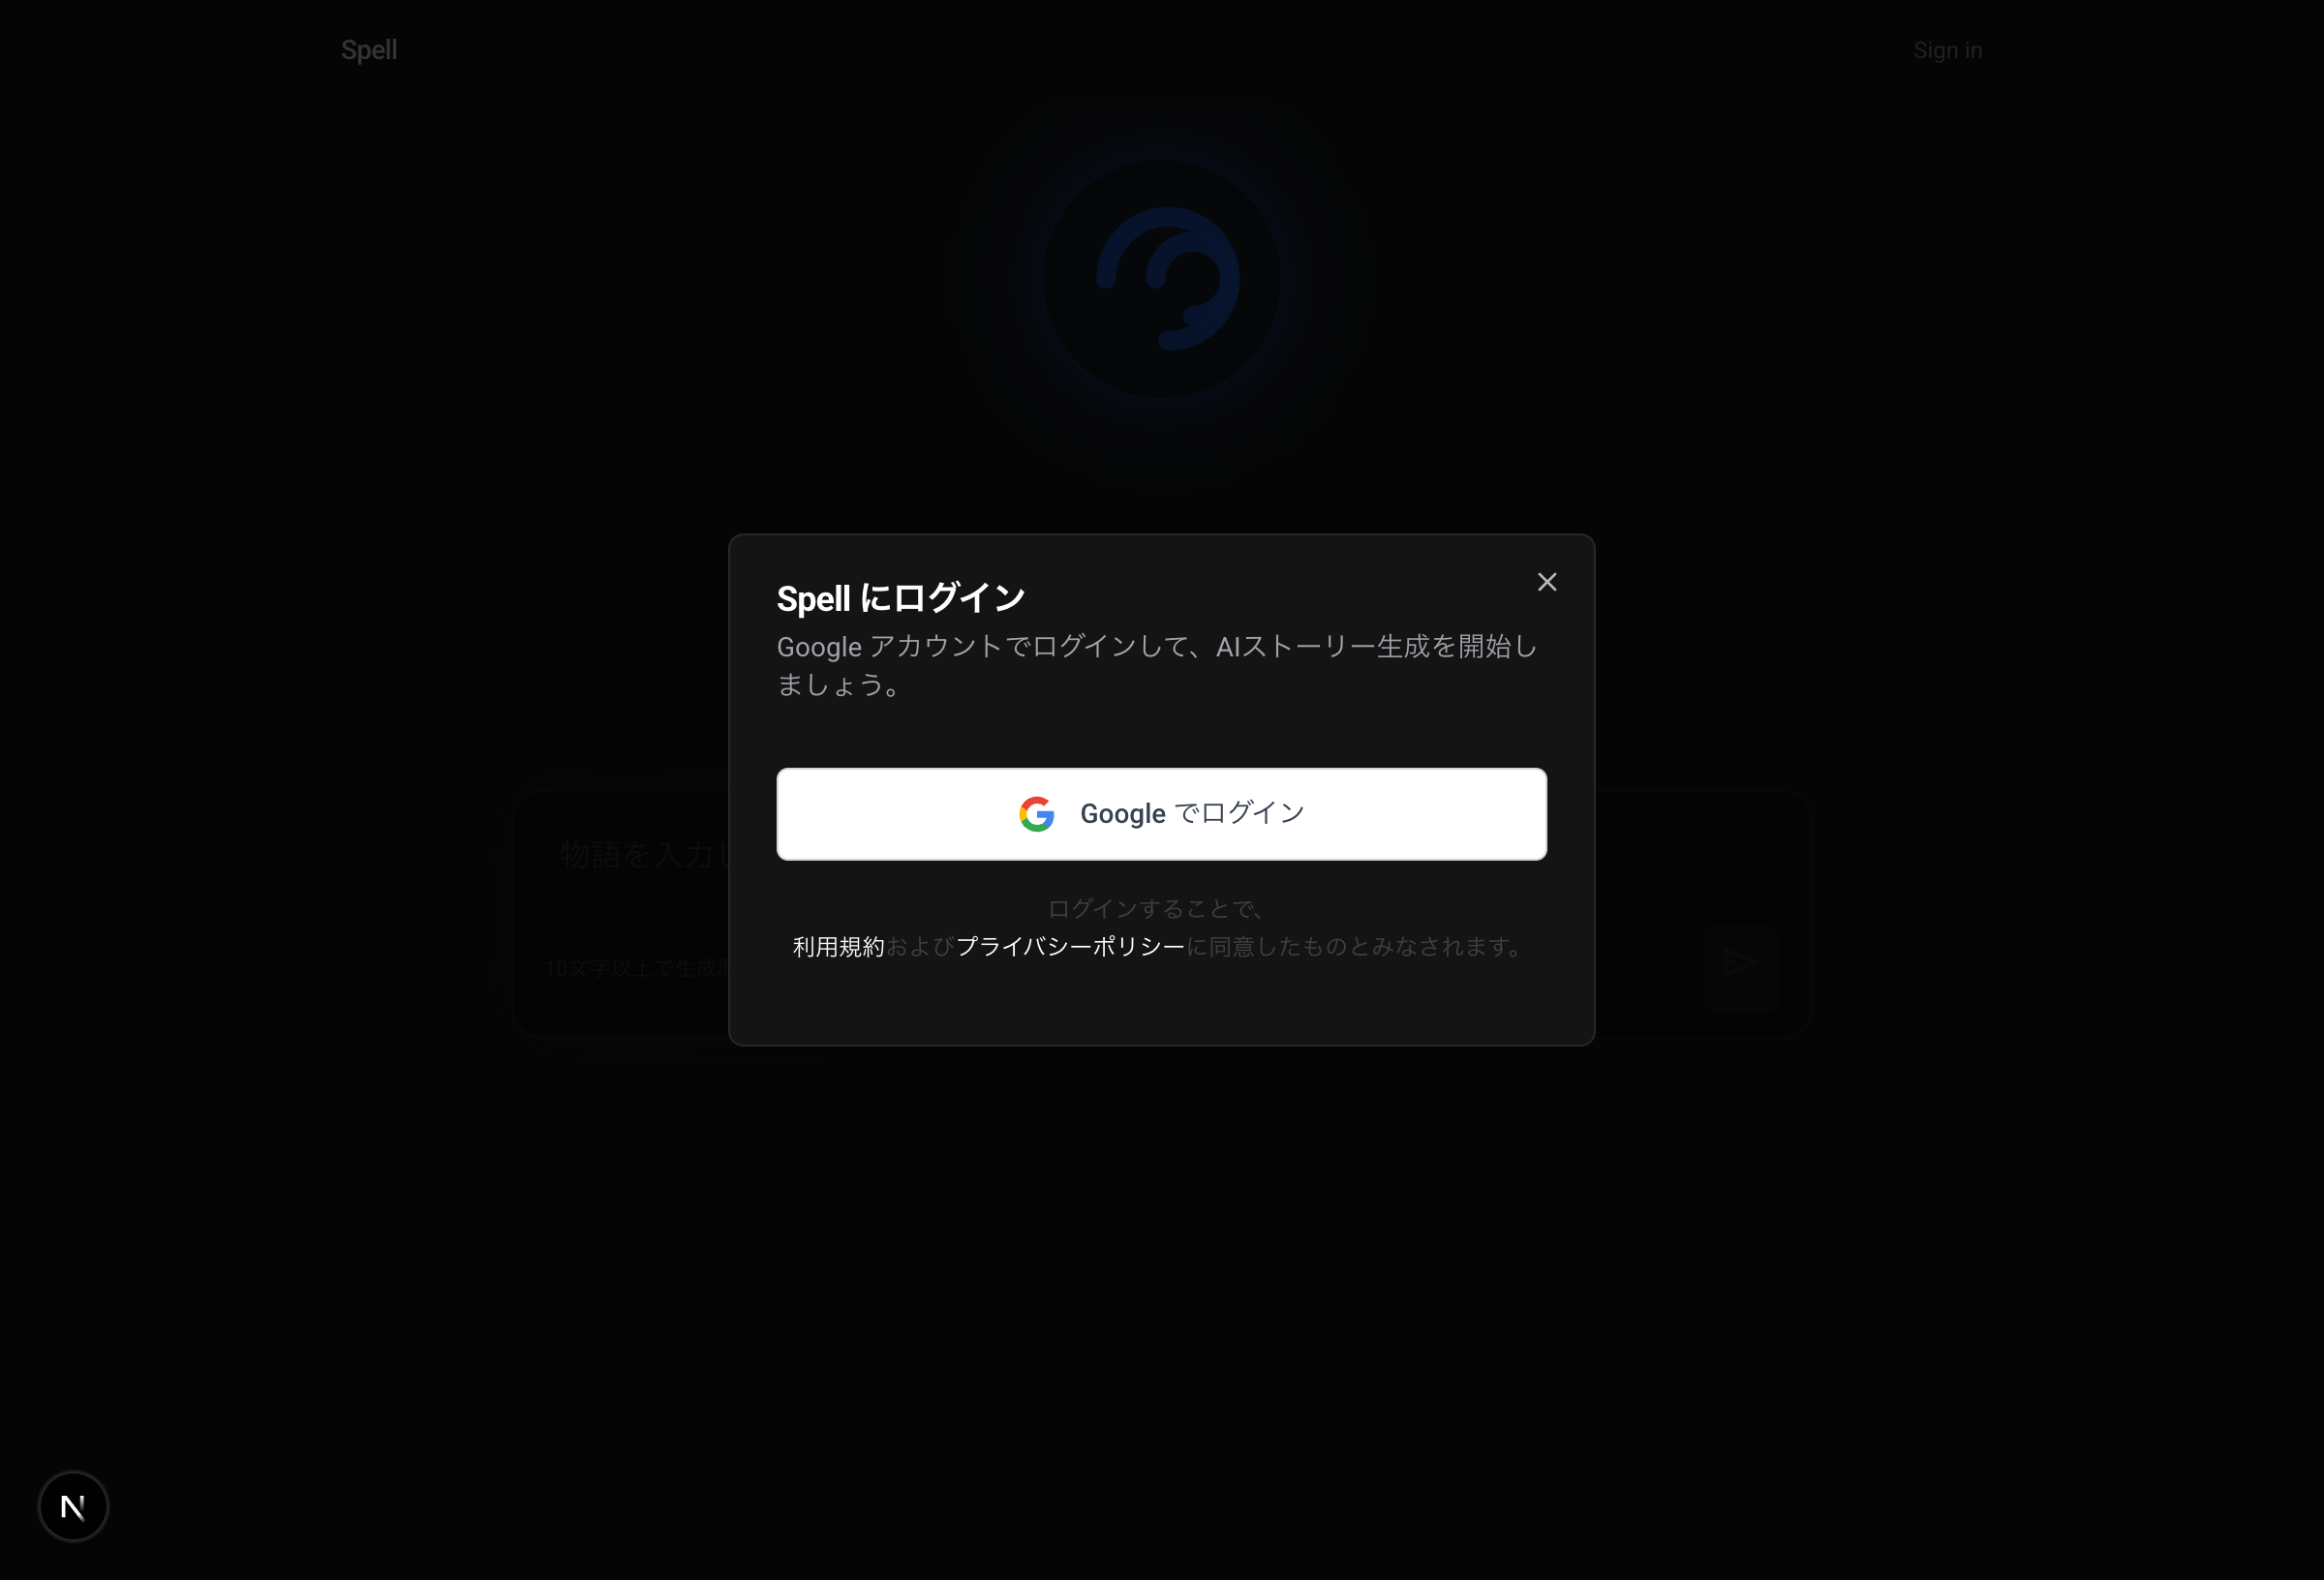 Spell
Sign in
Spell にログイン
Google アカウントでログインして、AIストーリー生成を開始し
ましょう。
物語を入力し
Google でログイン
10文字以上で生成開
ログインすることで、
利用規約およびプライバシーポリシーに同意したものとみなされます。
N